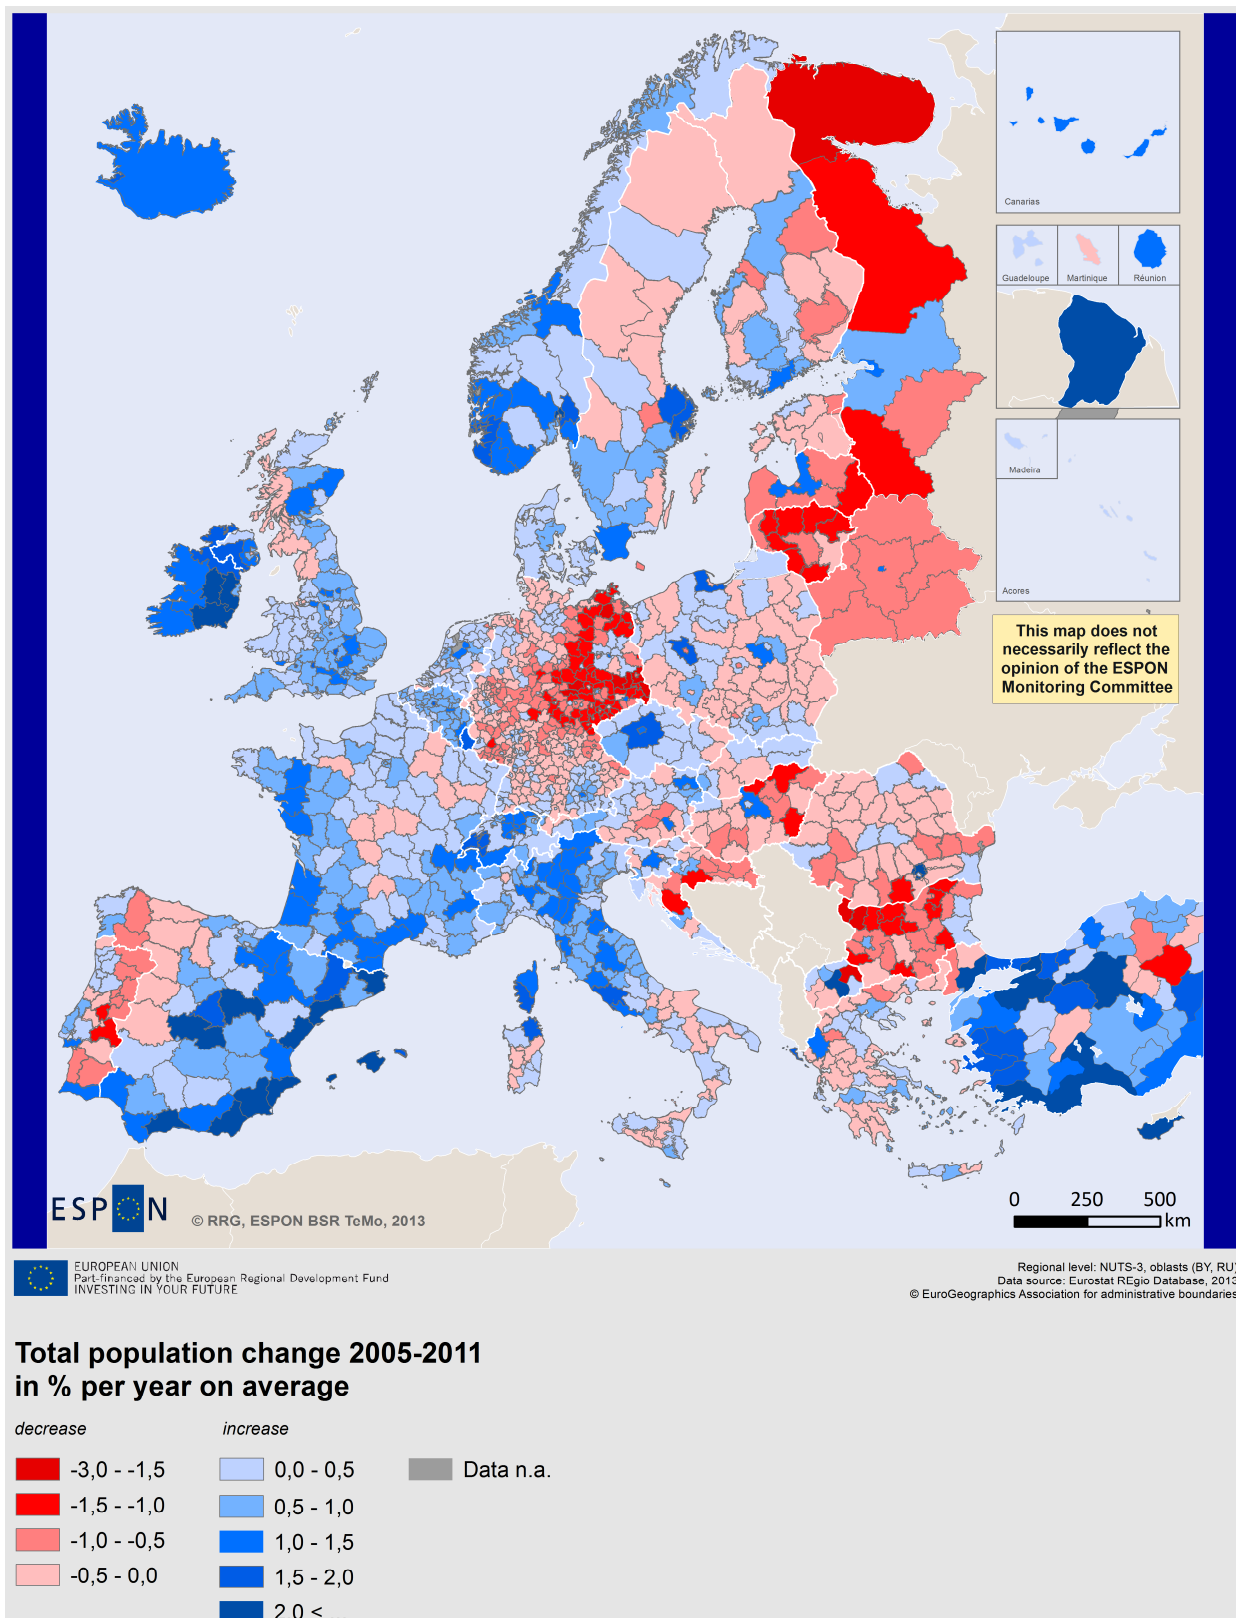 Canarias
Guadeloupe
Martinique
Réunion
Madeira
Acores
This map does not
necessarily reflect the
opinion of the ESPON
Monitoring Committee
ESPON
© RRG, ESPON BSR TeMo, 2013
0 250 500
km
EUROPEAN UNION
Part-financed by the European Regional Development Fund
INVESTING IN YOUR FUTURE
Regional level: NUTS-3, oblasts (BY, RU)
Data source: Eurostat REgio Database, 2013
© EuroGeographics Association for administrative boundaries
Total population change 2005-2011
in % per year on average
decrease
increase
-3,0 - -1,5
-1,5 - -1,0
-1,0 - -0,5
-0,5 - 0,0
0,0 - 0,5
0,5 - 1,0
1,0 - 1,5
1,5 - 2,0
2,0 < ...
Data n.a.